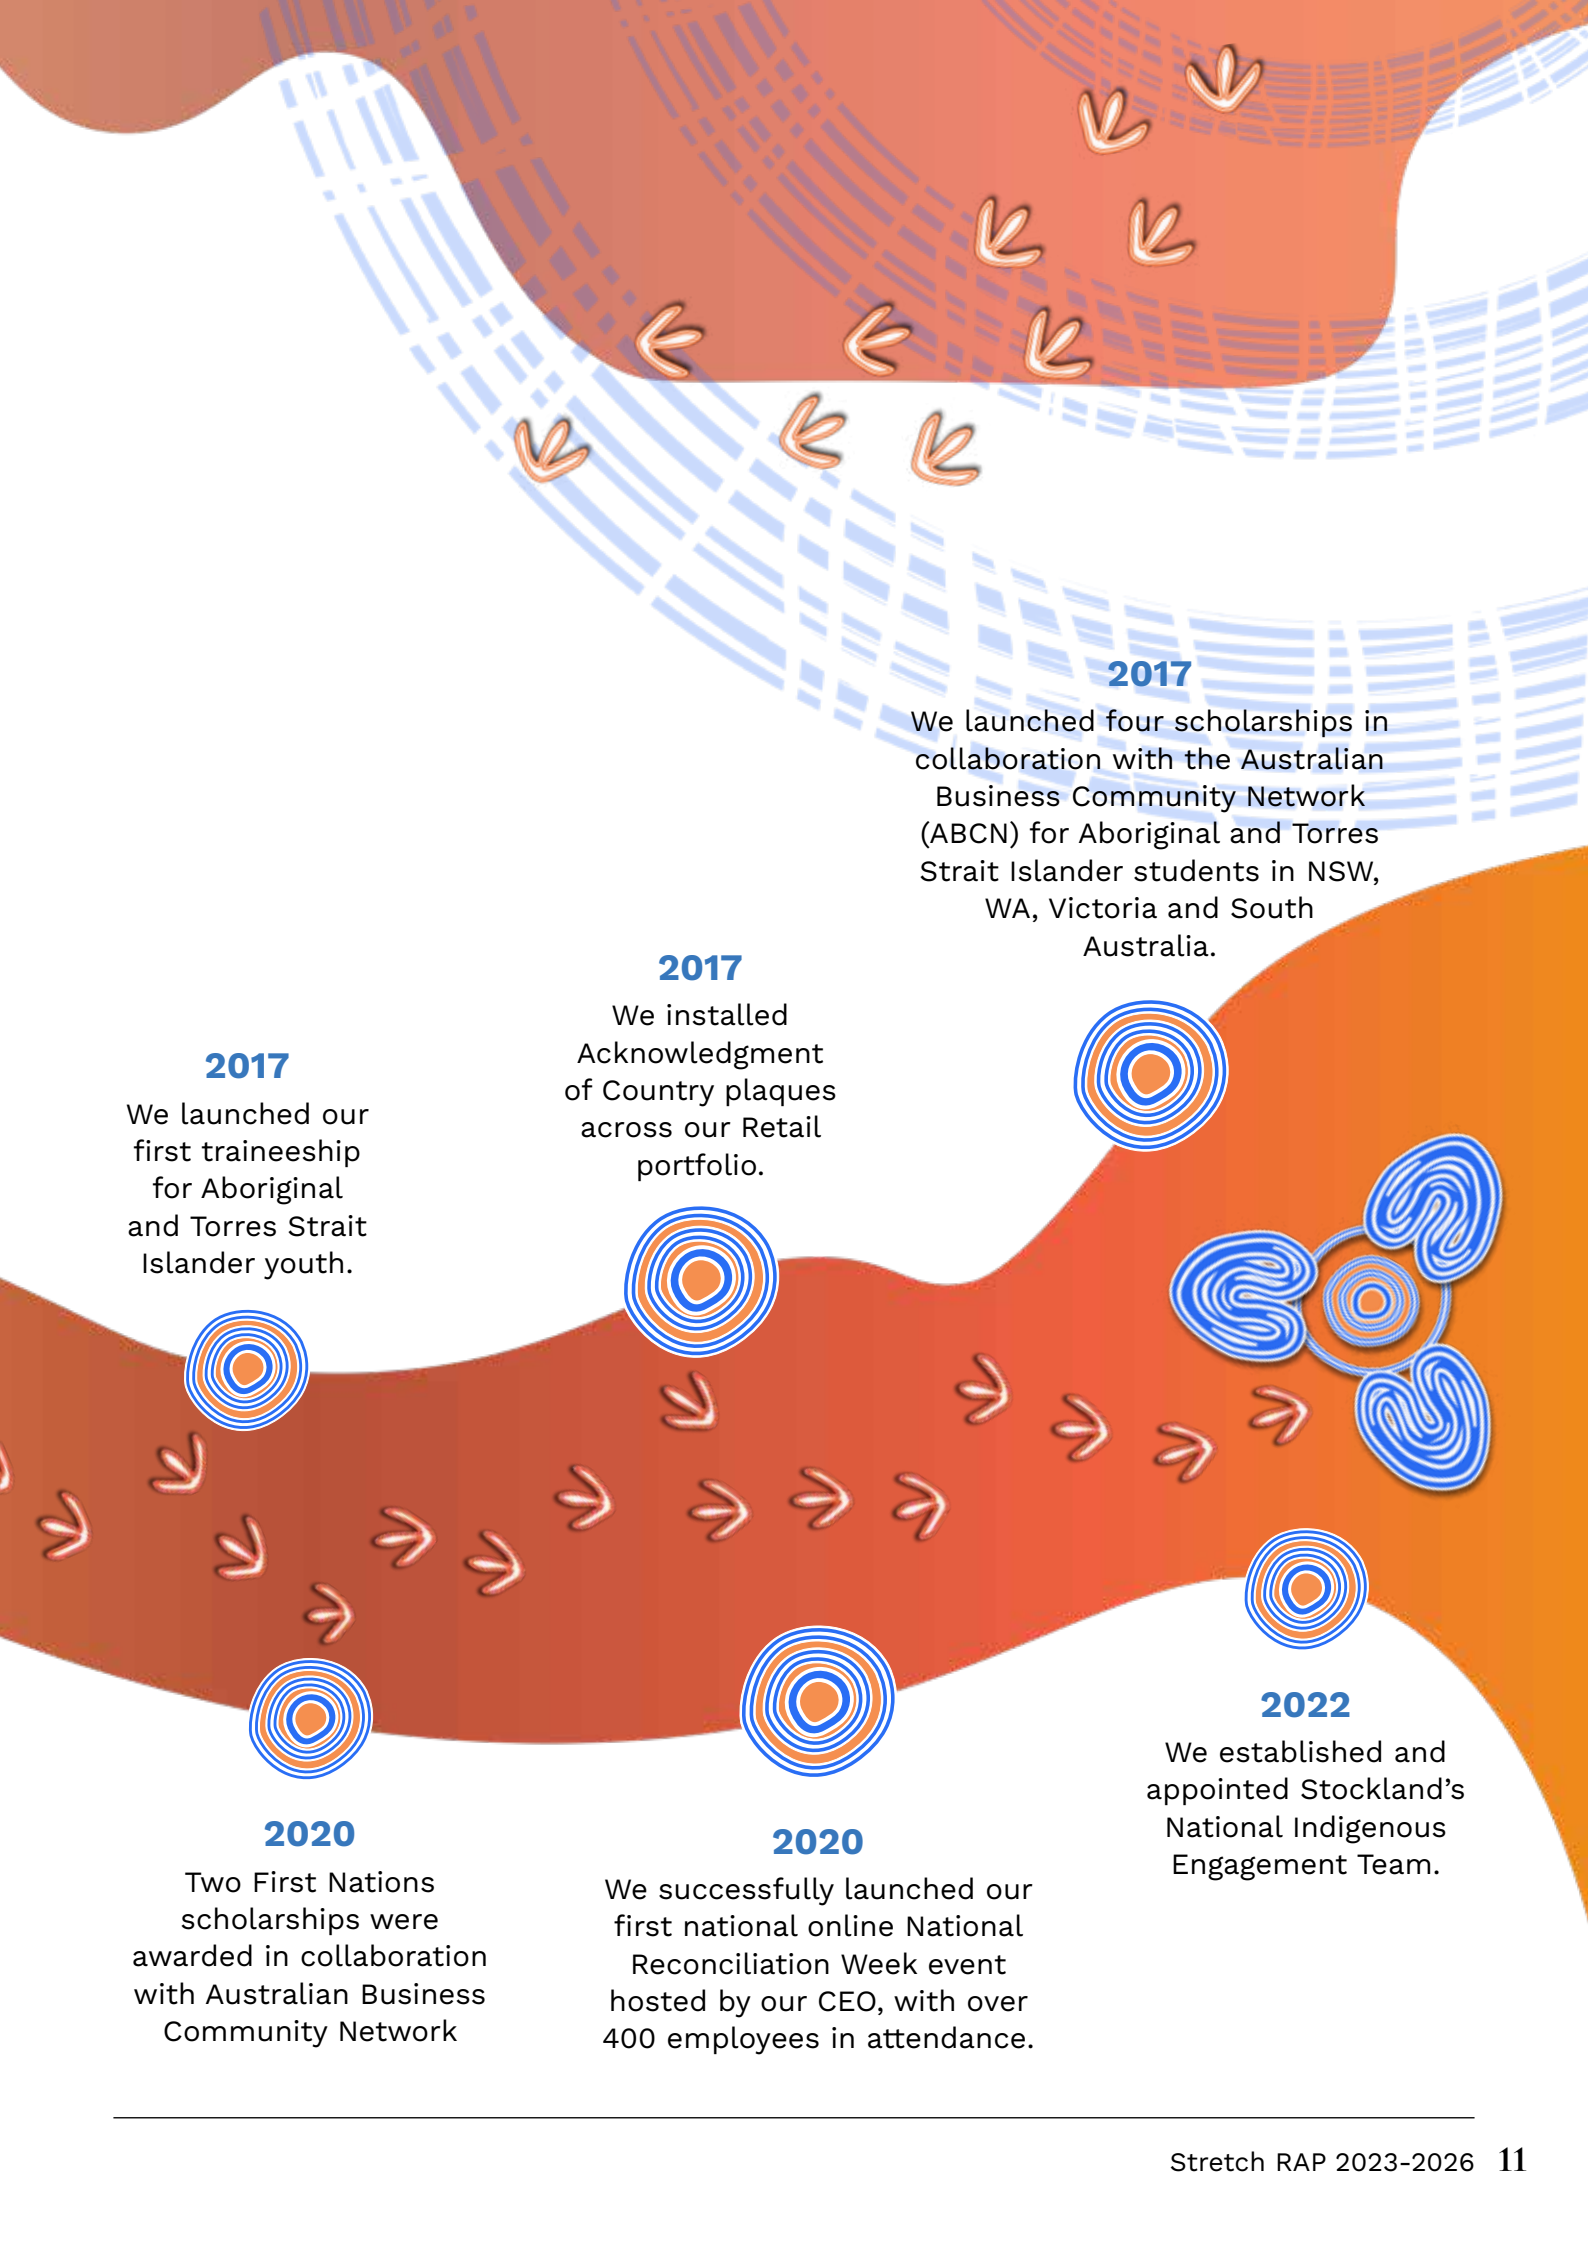 2017
We launched our
first traineeship
for Aboriginal
and Torres Strait
Islander youth.
2017
We installed
Acknowledgment
of Country plaques
across our Retail
portfolio.
2017
We launched four scholarships in
collaboration with the Australian
Business Community Network
(ABCN) for Aboriginal and Torres
Strait Islander students in NSW,
WA, Victoria and South
Australia.
2020
Two First Nations
scholarships were
awarded in collaboration
with Australian Business
Community Network
2020
We successfully launched our
first national online National
Reconciliation Week event
hosted by our CEO, with over
400 employees in attendance.
2022
We established and
appointed Stockland’s
National Indigenous
Engagement Team.
Stretch RAP 2023-2026 11